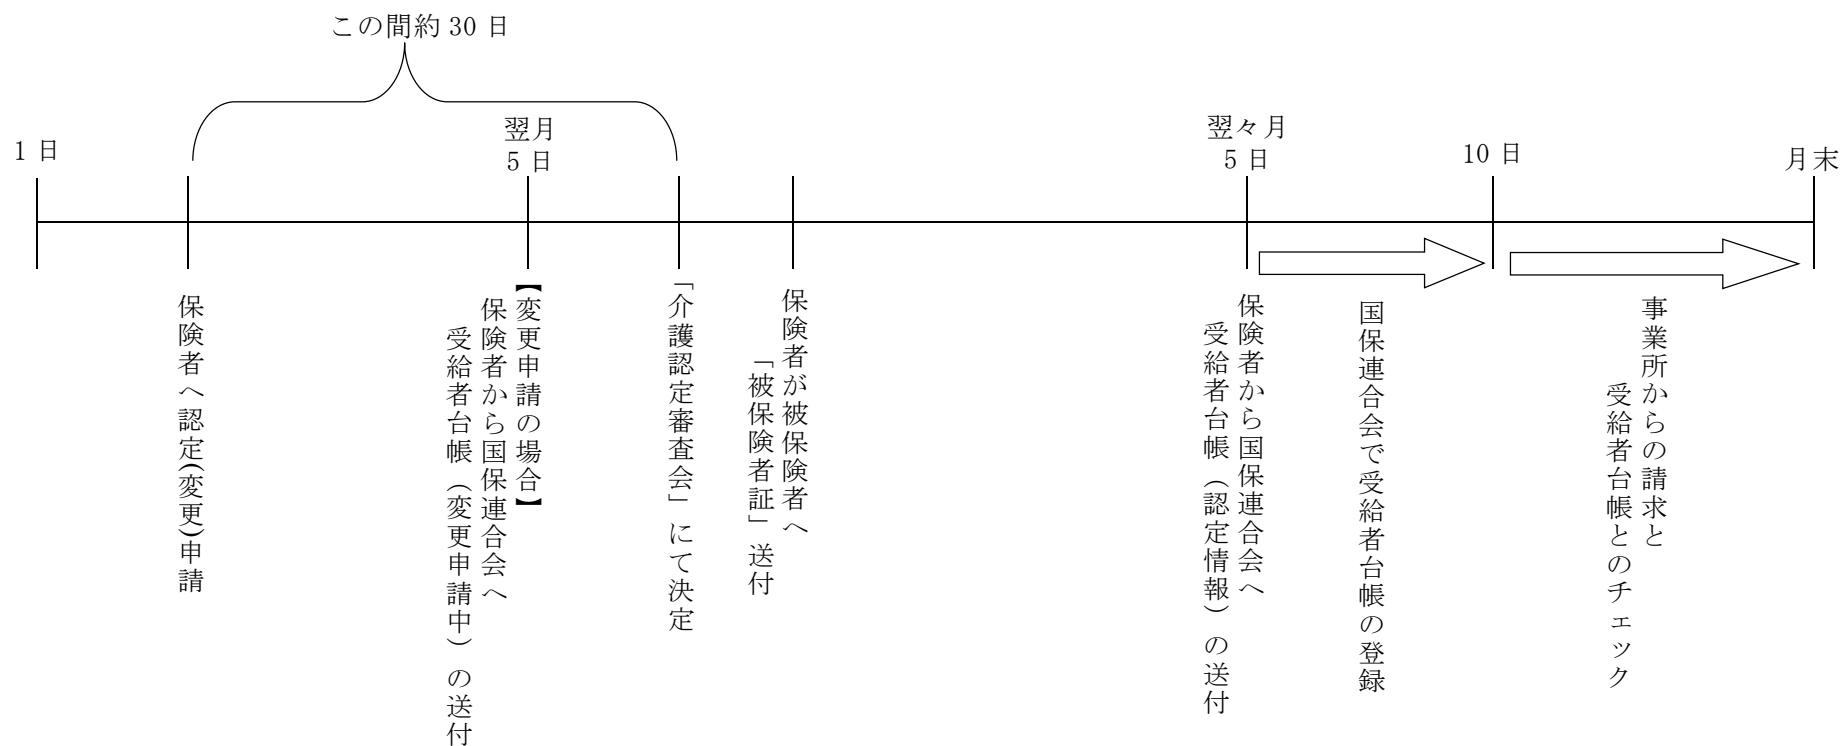 この間約 30 日
1 日
翌月
5 日
翌々月
5 日
10 日
月末
保険者へ認定(変更)申請
【変更申請の場合】
保険者から国保連合会へ
受給者台帳（変更申請中）の送付
「介護認定審査会」にて決定
保険者が被保険者へ
「被保険者証」送付
保険者から国保連合会へ
受給者台帳（認定情報）の送付
国保連合会で受給者台帳の登録
事業所からの請求と
受給者台帳とのチェック